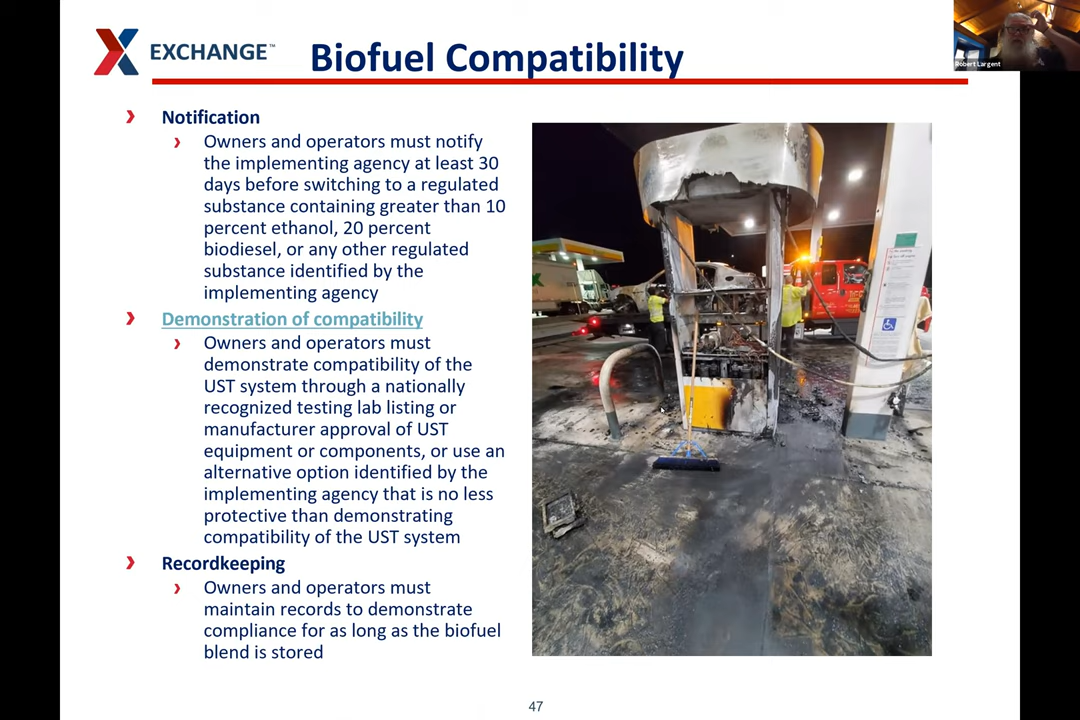 EXCHANGE™
Biofuel Compatibility
Robert Largent
Notification
Owners and operators must notify
the implementing agency at least 30
days before switching to a regulated
substance containing greater than 10
percent ethanol, 20 percent
biodiesel, or any other regulated
substance identified by the
implementing agency
Demonstration of compatibility
Owners and operators must
demonstrate compatibility of the
UST system through a nationally
recognized testing lab listing or
manufacturer approval of UST
equipment or components, or use an
alternative option identified by the
implementing agency that is no less
protective than demonstrating
compatibility of the UST system
Recordkeeping
Owners and operators must
maintain records to demonstrate
compliance for as long as the biofuel
blend is stored
47